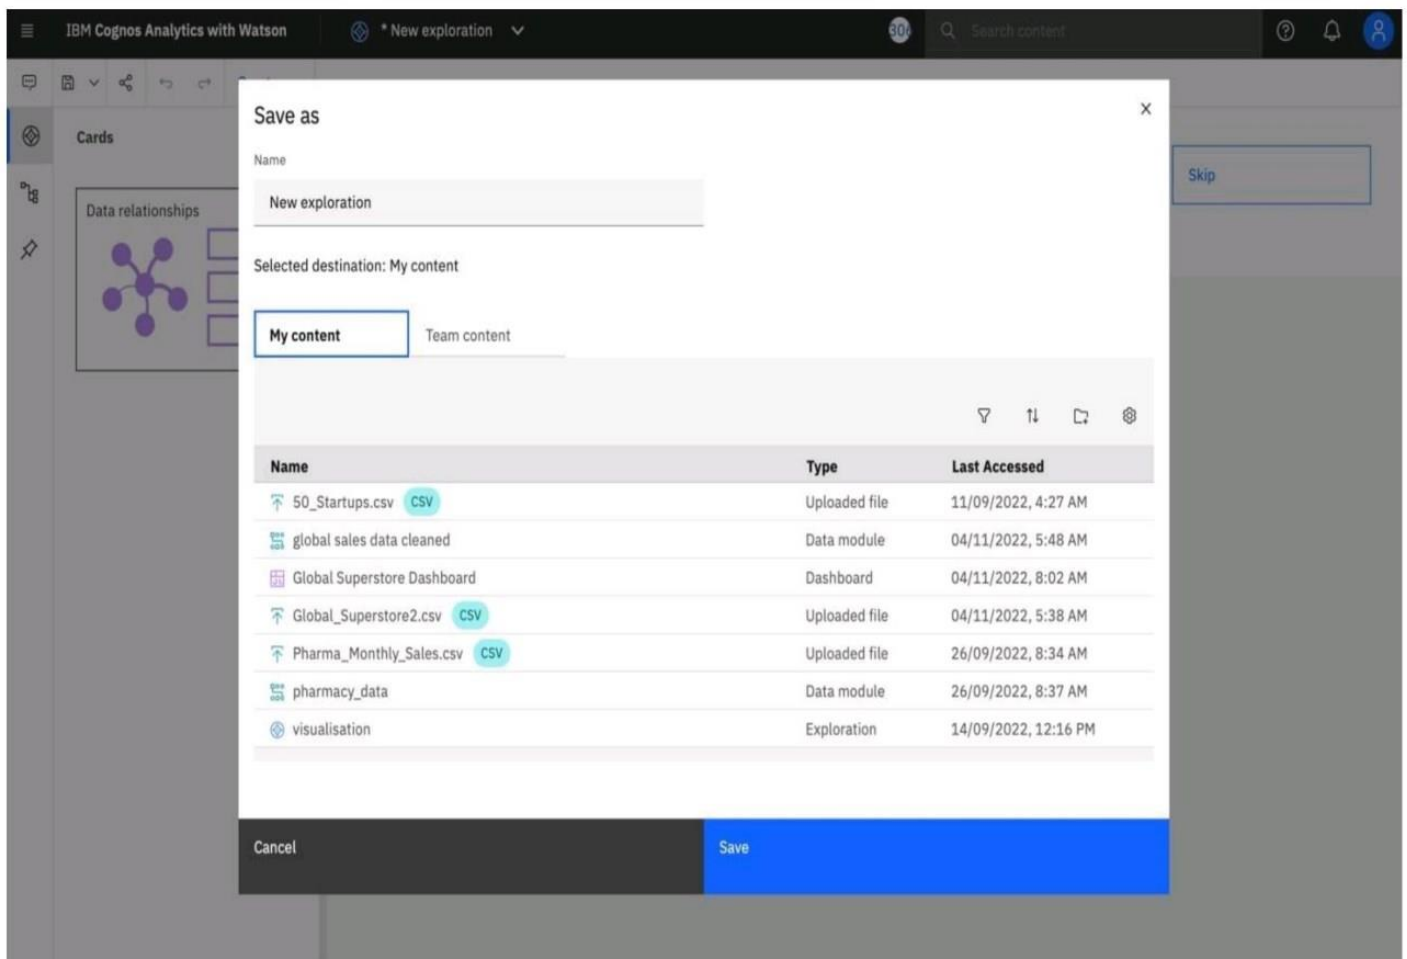 IBM Cognos Analytics with Watson
* New exploration
30
Search content
Cards
Data relationships
Skip
Save as
Name
New exploration
Selected destination: My content
My content
Team content
Name Type Last Accessed
50_Startups.csv CSV Uploaded file 11/09/2022, 4:27 AM
global sales data cleaned Data module 04/11/2022, 5:48 AM
Global Superstore Dashboard Dashboard 04/11/2022, 8:02 AM
Global_Superstore2.csv CSV Uploaded file 04/11/2022, 5:38 AM
Pharma_Monthly_Sales.csv CSV Uploaded file 26/09/2022, 8:34 AM
pharmacy_data Data module 26/09/2022, 8:37 AM
visualisation Exploration 14/09/2022, 12:16 PM
Cancel
Save